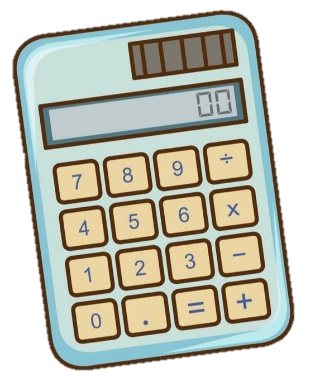 00
7 8 9 ÷
4 5 6 x
1 2 3 −
0 . = +